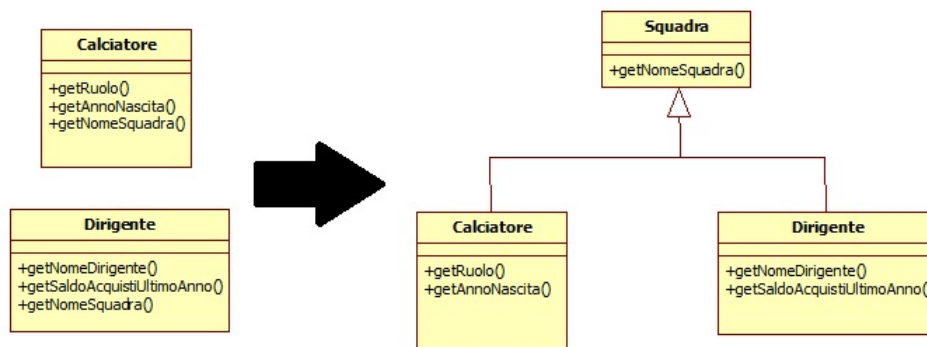 Calciatore
+getRuolo()
+getAnnoNascita()
+getNomeSquadra()
Dirigente
+getNomeDirigente()
+getSaldoAcquistiUltimoAnno()
+getNomeSquadra()
Squadra
+getNomeSquadra()
Calciatore
+getRuolo()
+getAnnoNascita()
Dirigente
+getNomeDirigente()
+getSaldoAcquistiUltimoAnno()